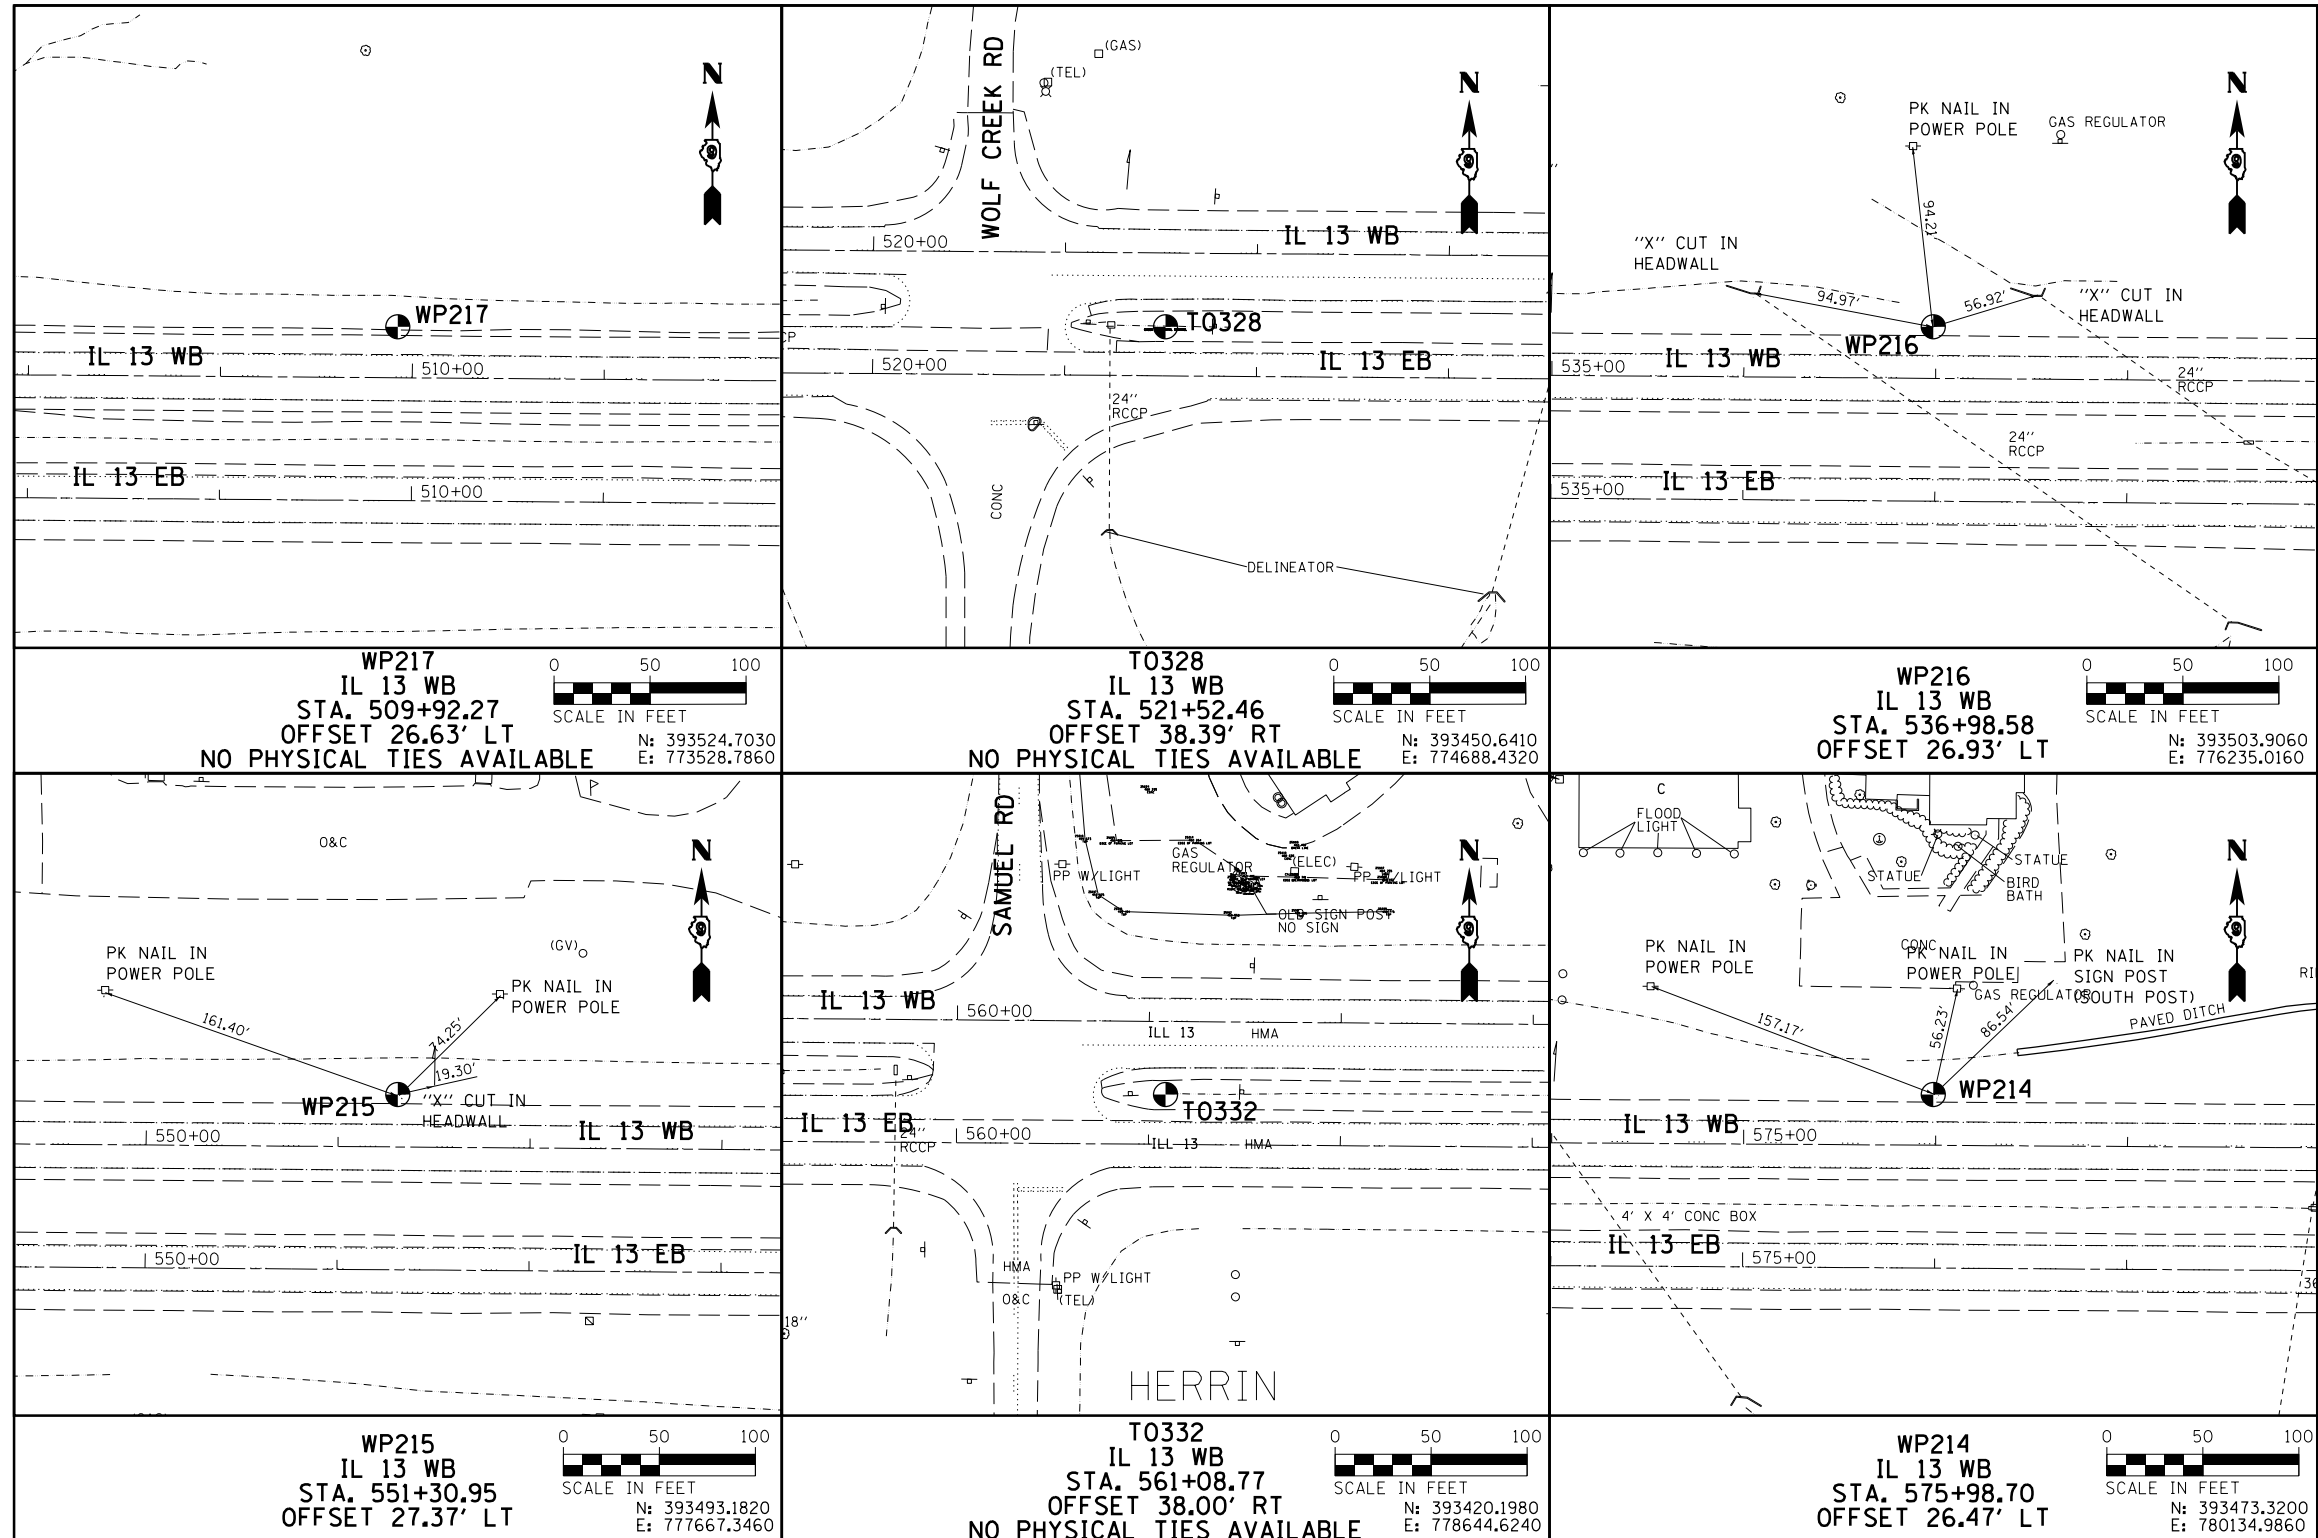 N
9
WP217
IL 13 WB
510+00
IL 13 EB
510+00
WP217
IL 13 WB
STA. 509+92.27
OFFSET 26.63' LT
NO PHYSICAL TIES AVAILABLE
0 50 100
SCALE IN FEET
N: 393524.7030
E: 773528.7860
(GAS)
(TEL)
WOLF CREEK RD
N
9
520+00
IL 13 WB
TO328
CP
520+00
IL 13 EB
24''
RCCP
CONC
DELINEATOR
TO328
IL 13 WB
STA. 521+52.46
OFFSET 38.39' RT
NO PHYSICAL TIES AVAILABLE
0 50 100
SCALE IN FEET
N: 393450.6410
E: 774688.4320
N
9
PK NAIL IN
POWER POLE
GAS REGULATOR
94.21'
''X'' CUT IN
HEADWALL
94.97'
56.92'
''X'' CUT IN
HEADWALL
WP216
IL 13 WB
535+00
24''
RCCP
24''
RCCP
IL 13 EB
535+00
WP216
IL 13 WB
STA. 536+98.58
OFFSET 26.93' LT
0 50 100
SCALE IN FEET
N: 393503.9060
E: 776235.0160
O&C
N
9
PK NAIL IN
POWER POLE
(GV)
PK NAIL IN
POWER POLE
161.40'
74.25'
19.30'
WP215
''X'' CUT IN
HEADWALL
550+00
IL 13 WB
550+00
IL 13 EB
WP215
IL 13 WB
STA. 551+30.95
OFFSET 27.37' LT
0 50 100
SCALE IN FEET
N: 393493.1820
E: 777667.3460
SAMUEL RD
N
9
GAS
REGULATOR
(ELEC)
PP W/LIGHT
PP W/LIGHT
OLD SIGN POST
NO SIGN
IL 13 WB
560+00
ILL 13 HMA
TO332
IL 13 EB
24''
RCCP
560+00
ILL 13 HMA
HMA
PP W/LIGHT
O&C
(TEL)
18''
HERRIN
TO332
IL 13 WB
STA. 561+08.77
OFFSET 38.00' RT
NO PHYSICAL TIES AVAILABLE
0 50 100
SCALE IN FEET
N: 393420.1980
E: 778644.6240
C
FLOOD
LIGHT
STATUE
STATUE
BIRD
BATH
N
9
CONC
PK NAIL IN
POWER POLE
PK NAIL IN
POWER POLE
PK NAIL IN
SIGN POST
(SOUTH POST)
GAS REGULATOR
RI
PAVED DITCH
157.17'
56.23'
86.54'
WP214
IL 13 WB
575+00
4' X 4' CONC BOX
IL 13 EB
575+00
36
WP214
IL 13 WB
STA. 575+98.70
OFFSET 26.47' LT
0 50 100
SCALE IN FEET
N: 393473.3200
E: 780134.9860